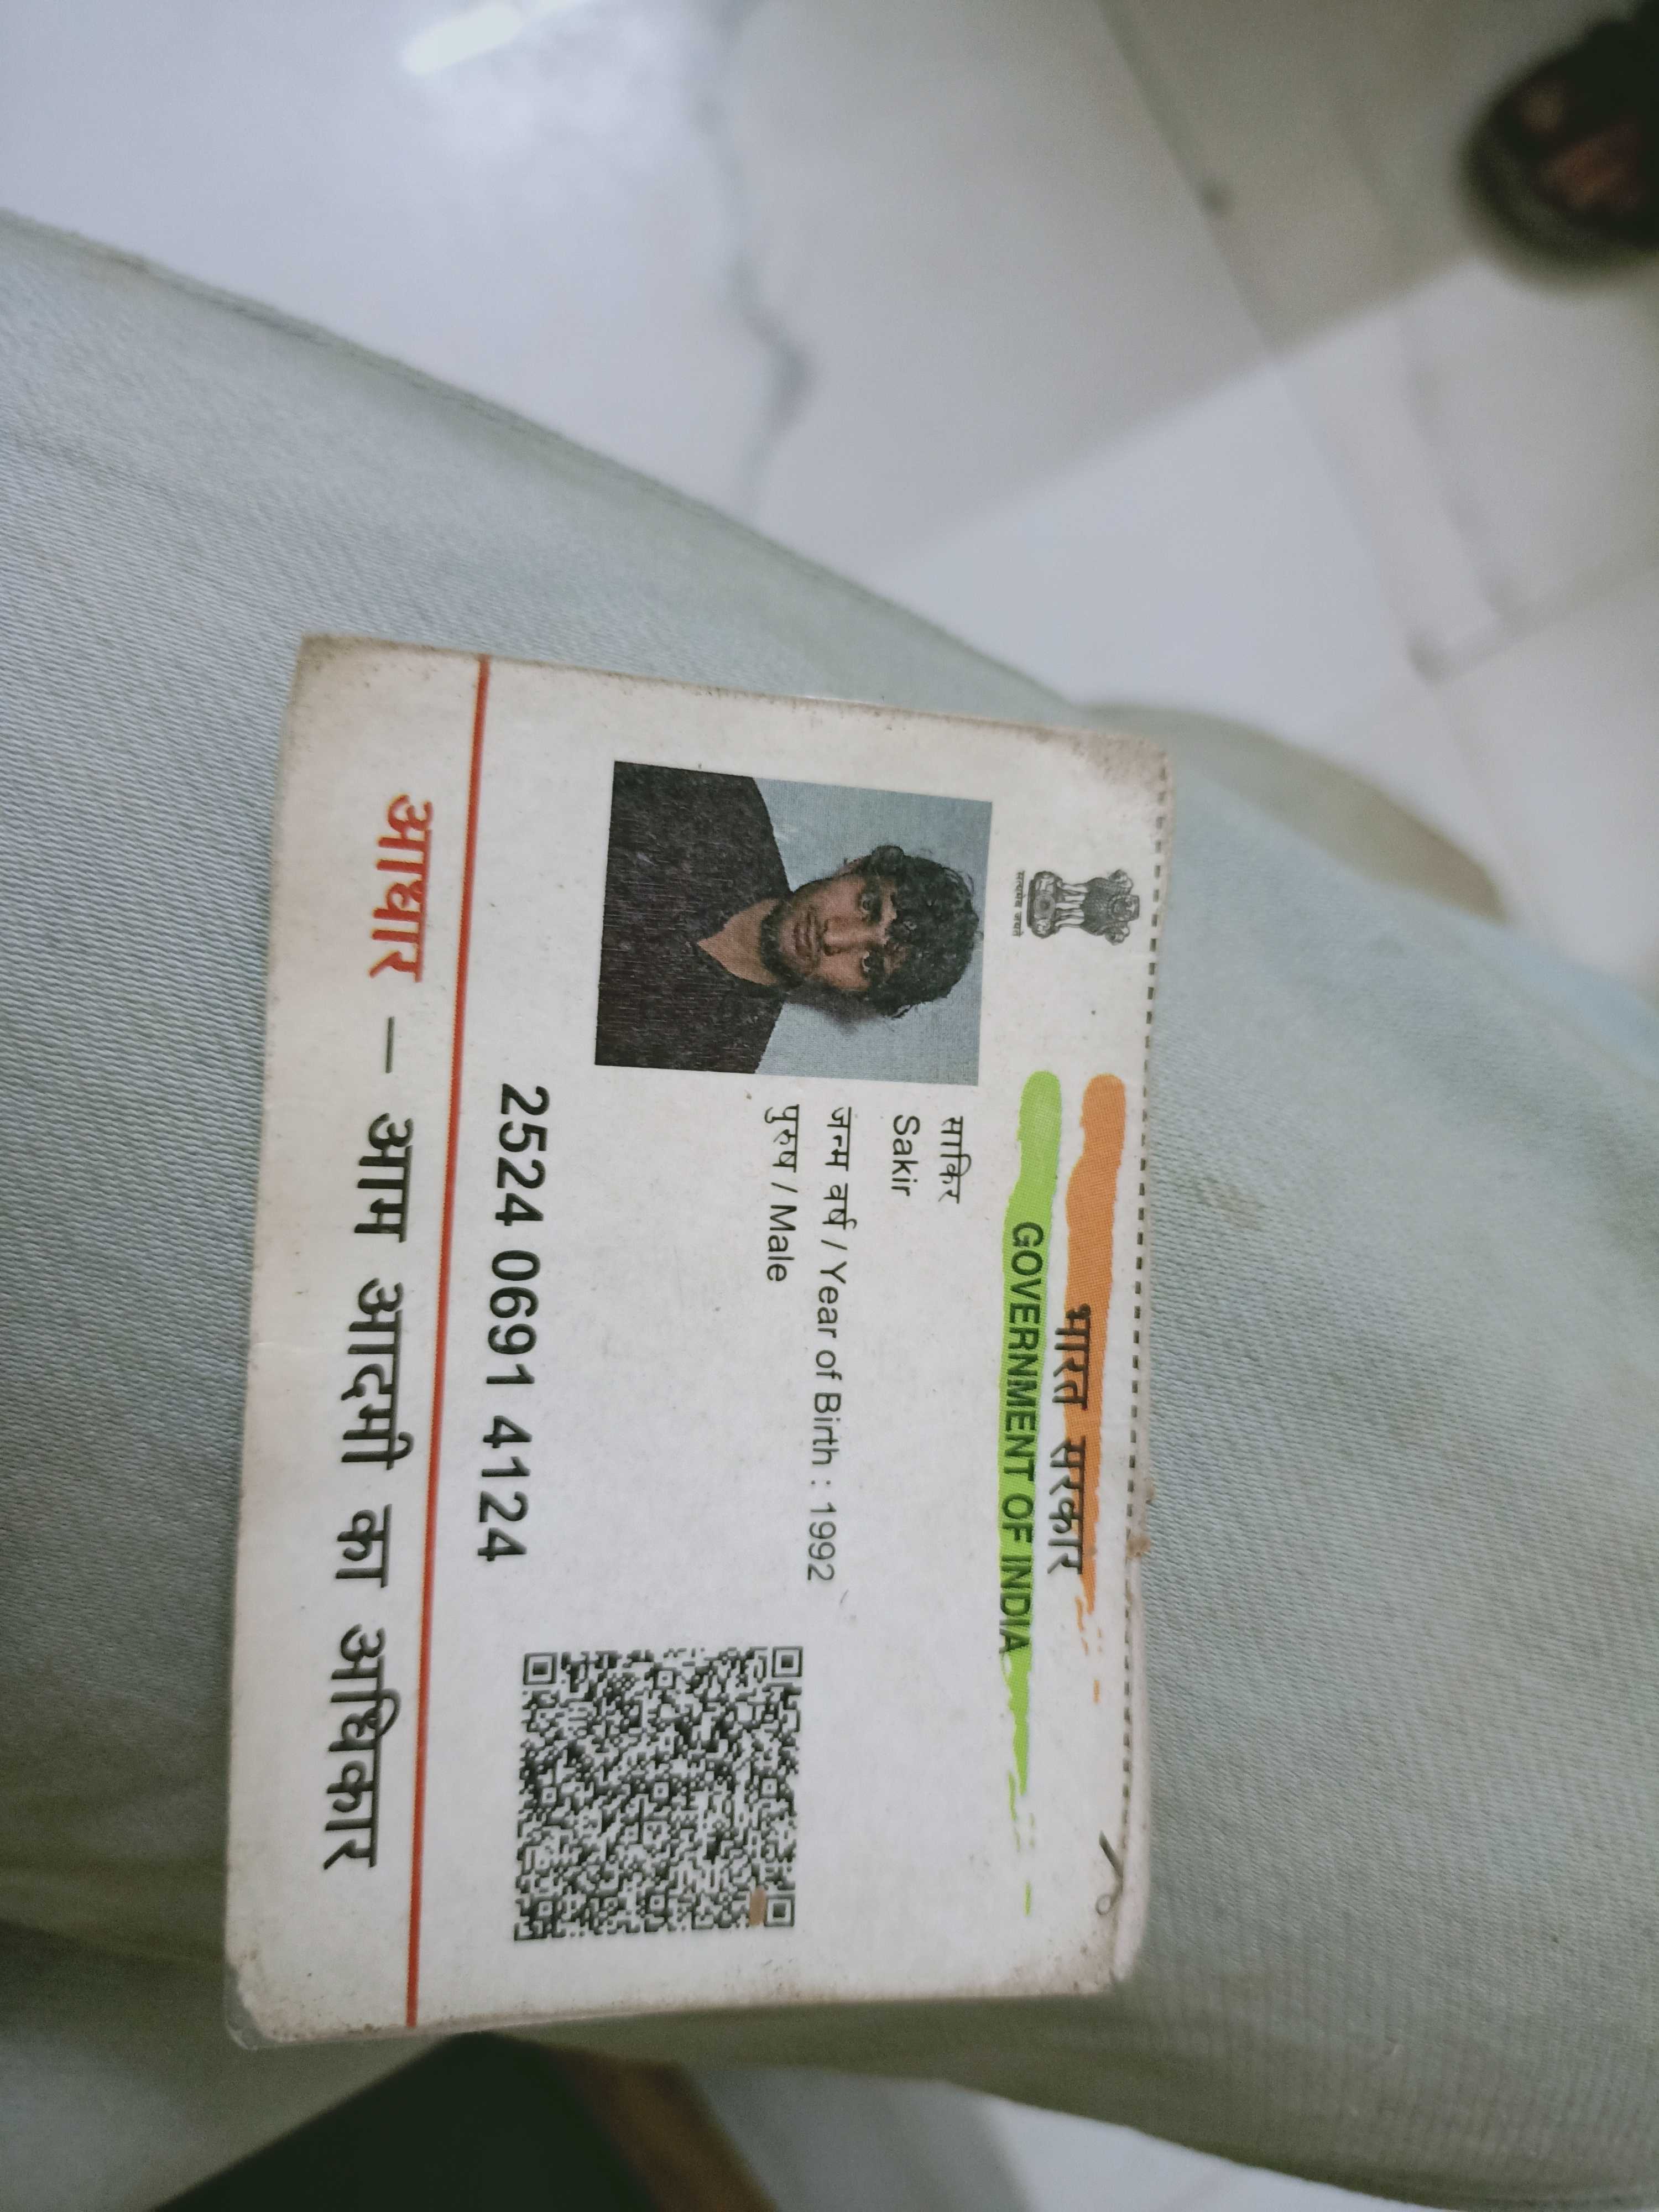 भारत सरकार
GOVERNMENT OF INDIA
सत्यमेव जयते
साकिर
Sakir
जन्म वर्ष / Year of Birth : 1992
पुरुष / Male
2524 0691 4124
आधार – आम आदमी का अधिकार